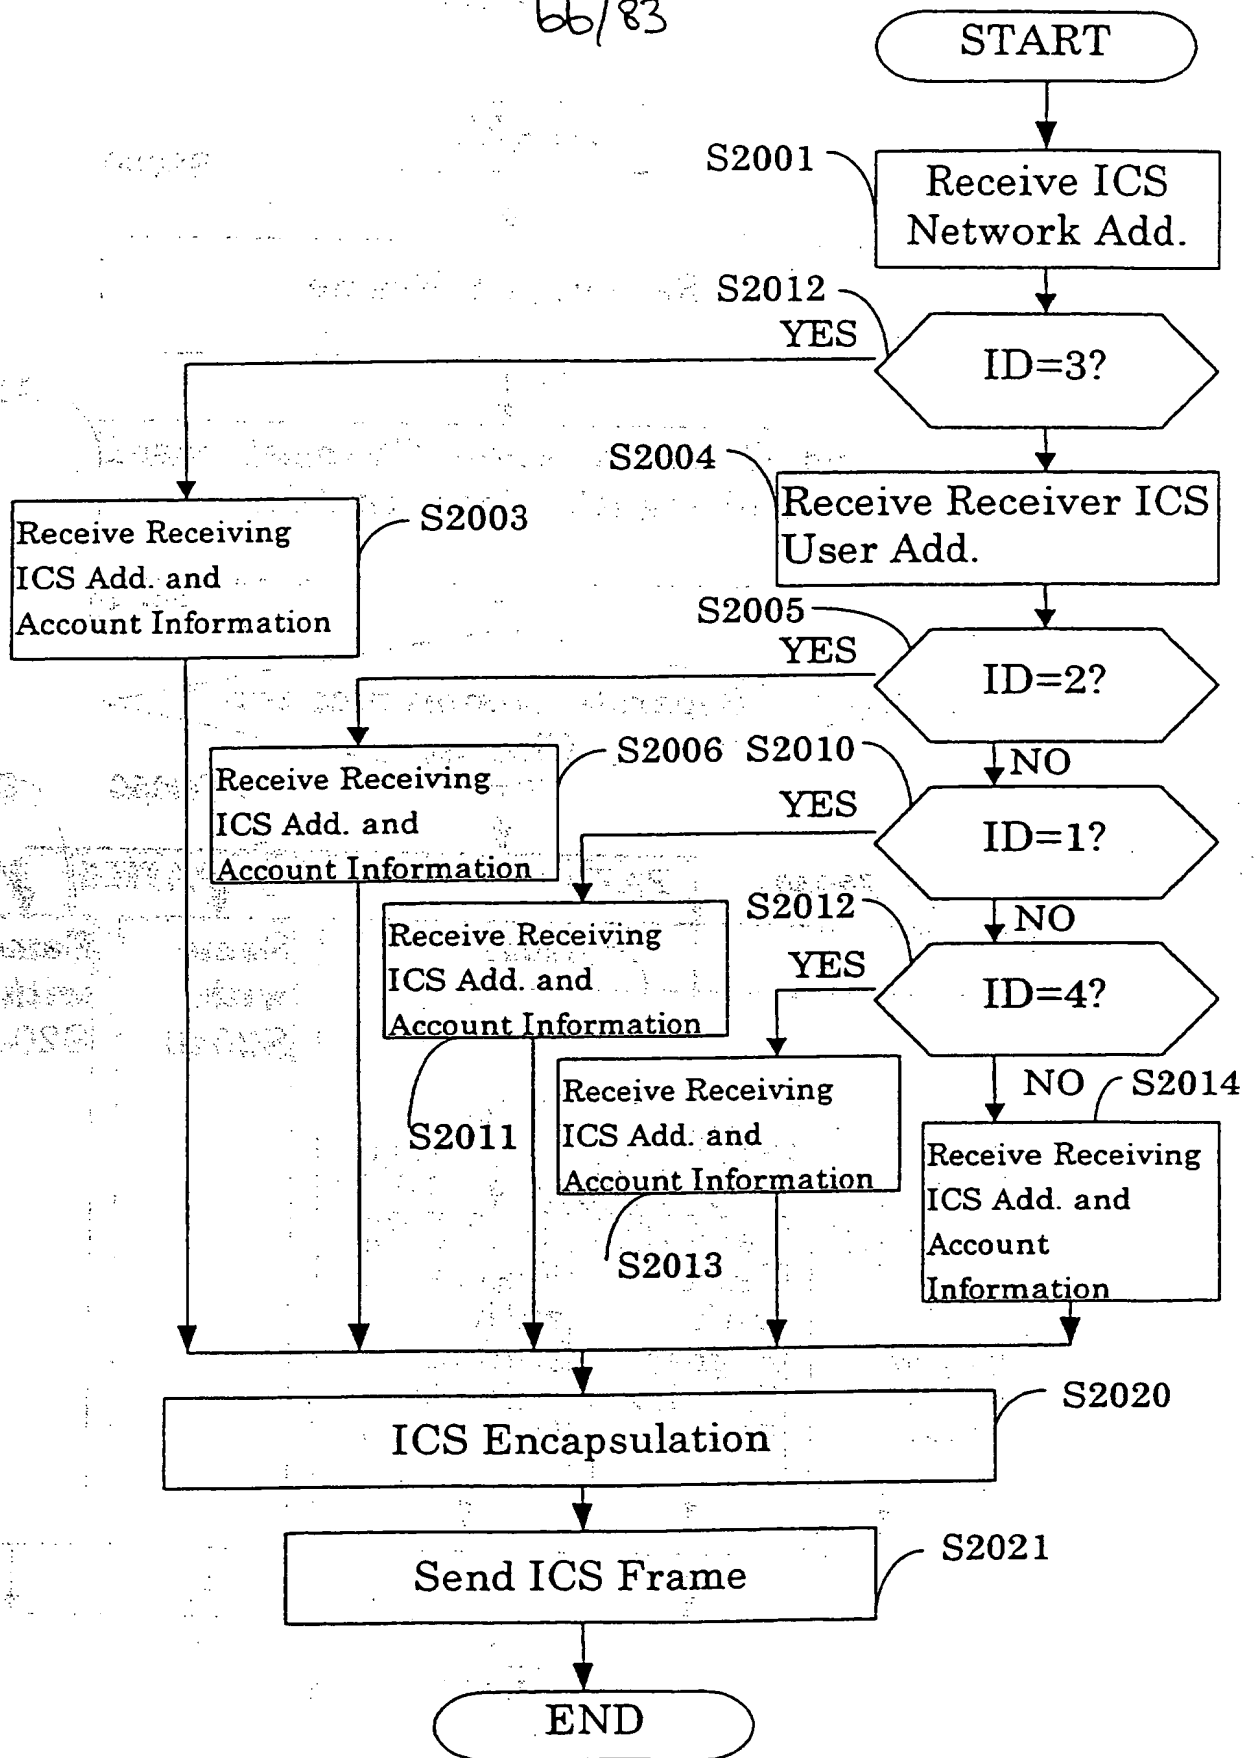 66/83
START
S2001
Receive ICS
Network Add.
S2012
YES
ID=3?
S2004
Receive Receiver ICS
User Add.
S2003
Receive Receiving
ICS Add. and
Account Information
S2005
YES
ID=2?
NO
S2006
Receive Receiving
ICS Add. and
Account Information
S2010
YES
ID=1?
NO
Receive Receiving
ICS Add. and
Account Information
S2011
S2012
YES
ID=4?
NO
S2014
Receive Receiving
ICS Add. and
Account Information
S2013
Receive Receiving
ICS Add. and
Account
Information
S2020
ICS Encapsulation
S2021
Send ICS Frame
END